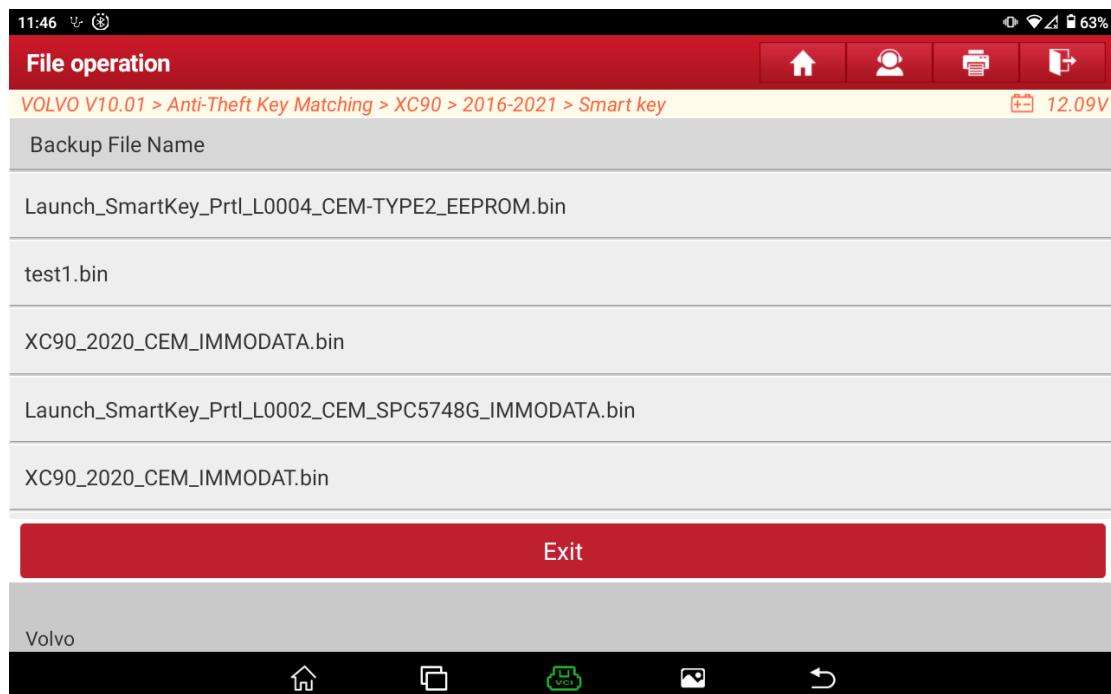 11:46
63%
File operation
VOLVO V10.01 > Anti-Theft Key Matching > XC90 > 2016-2021 > Smart key
12.09V
Backup File Name
Launch_SmartKey_Prtl_L0004_CEM-TYPE2_EEPROM.bin
test1.bin
XC90_2020_CEM_IMMODATA.bin
Launch_SmartKey_Prtl_L0002_CEM_SPC5748G_IMMODATA.bin
XC90_2020_CEM_IMMODAT.bin
Exit
Volvo
VCI